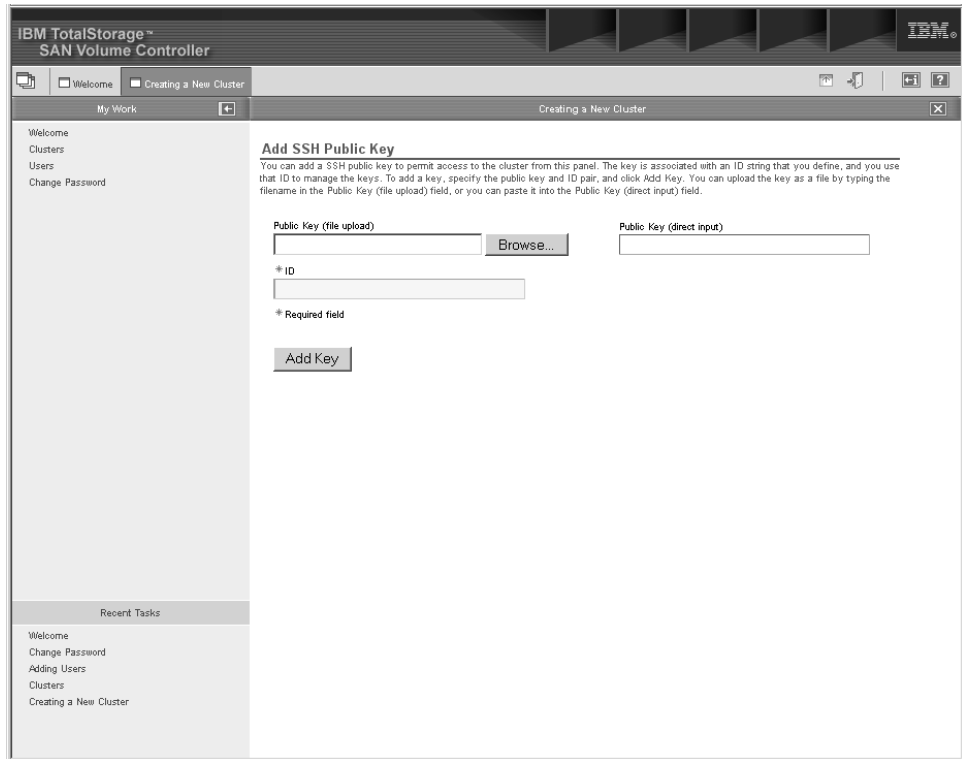 IBM TotalStorage™
SAN Volume Controller
IBM®
Welcome
Creating a New Cluster
?
My Work
Creating a New Cluster
Welcome
Clusters
Users
Change Password
Add SSH Public Key
You can add a SSH public key to permit access to the cluster from this panel. The key is associated with an ID string that you define, and you use
that ID to manage the keys. To add a key, specify the public key and ID pair, and click Add Key. You can upload the key as a file by typing the
filename in the Public Key (file upload) field, or you can paste it into the Public Key (direct input) field.
Public Key (file upload)
Public Key (direct input)
Browse...
* ID
* Required field
Add Key
Recent Tasks
Welcome
Change Password
Adding Users
Clusters
Creating a New Cluster